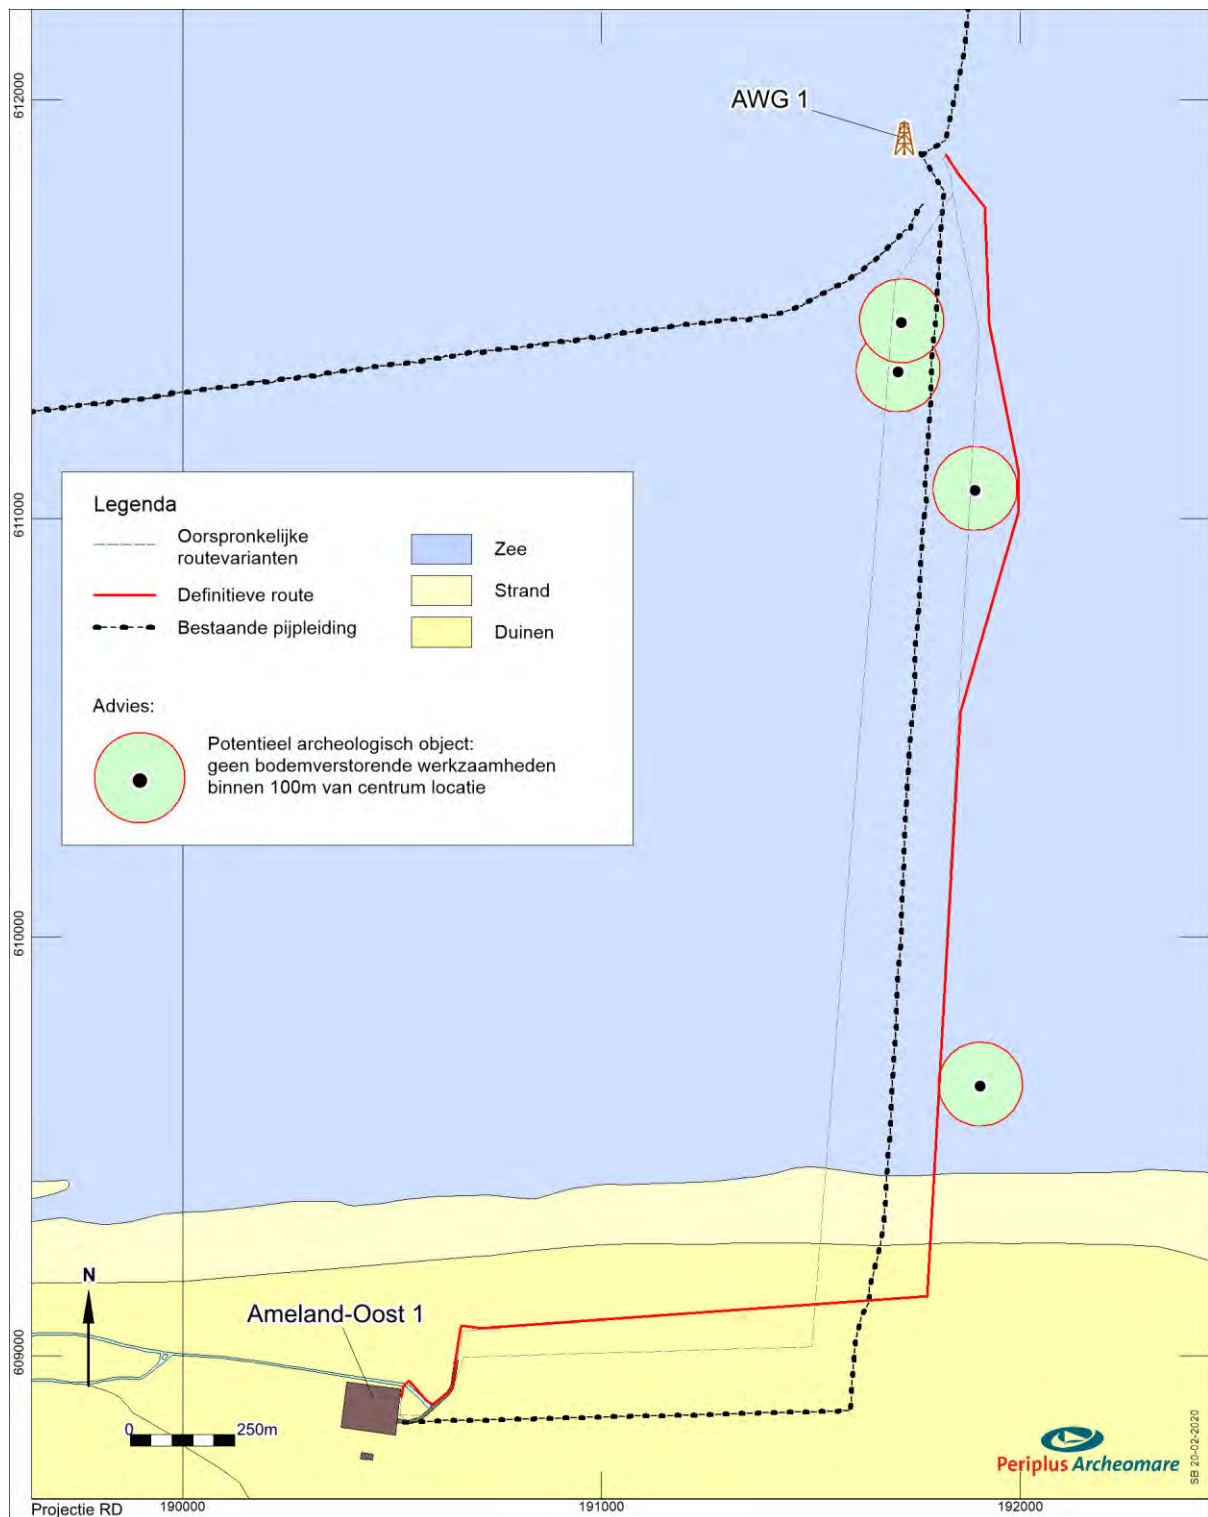 612000
AWG 1
611000
Legenda
Oorspronkelijke
routevarianten
Definitieve route
Bestaande pijpleiding
Zee
Strand
Duinen
Advies:
Potentieel archeologisch object:
geen bodemverstorende werkzaamheden
binnen 100m van centrum locatie
610000
N
Ameland-Oost 1
609000
0 250m
Periplus Archeomare
SB 20-02-2020
Projectie RD
190000
191000
192000